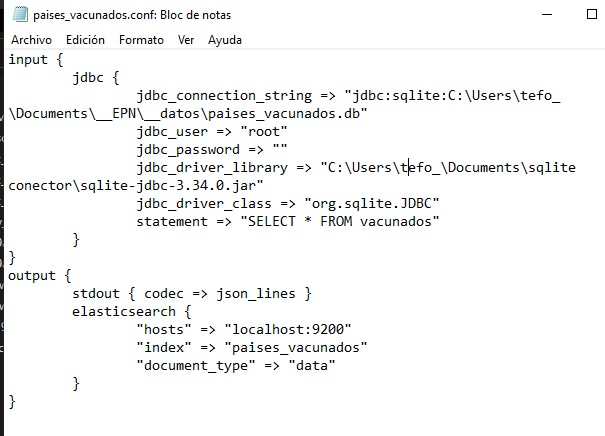 paises_vacunados.conf: Bloc de notas
Archivo Edición Formato Ver Ayuda
input {
jdbc {
jdbc_connection_string => "jdbc:sqlite:C:\Users\tefo_
\Documents\__EPN\__datos\paises_vacunados.db"
jdbc_user => "root"
jdbc_password => ""
jdbc_driver_library => "C:\Users\tefo_\Documents\sqlite
conector\sqlite-jdbc-3.34.0.jar"
jdbc_driver_class => "org.sqlite.JDBC"
statement => "SELECT * FROM vacunados"
}
}
output {
stdout { codec => json_lines }
elasticsearch {
"hosts" => "localhost:9200"
"index" => "paises_vacunados"
"document_type" => "data"
}
}